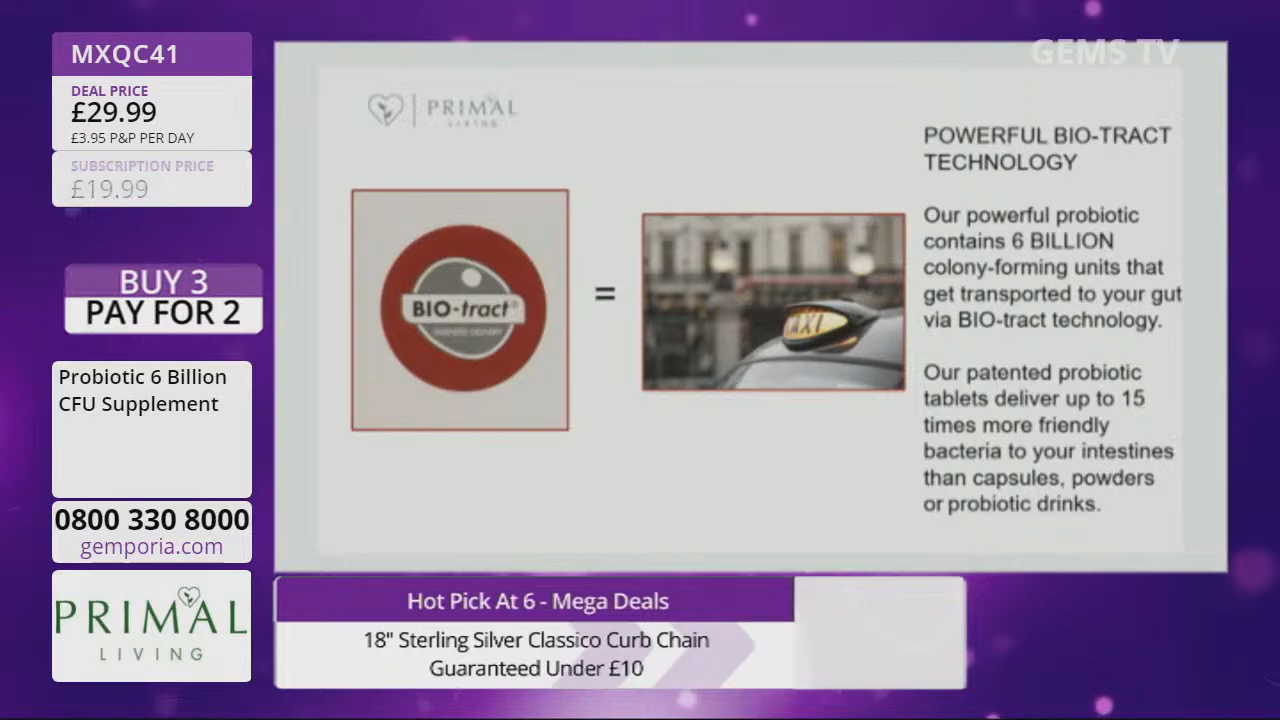 MXQC41
DEAL PRICE
£29.99
£3.95 P&P PER DAY
SUBSCRIPTION PRICE
£19.99
BUY 3
PAY FOR 2
Probiotic 6 Billion
CFU Supplement
0800 330 8000
gemporia.com
PRIMAL
LIVING
GEMS TV
PRIMAL
LIVING
BIO-tract®
=
TAXI
POWERFUL BIO-TRACT
TECHNOLOGY
Our powerful probiotic
contains 6 BILLION
colony-forming units that
get transported to your gut
via BIO-tract technology.
Our patented probiotic
tablets deliver up to 15
times more friendly
bacteria to your intestines
than capsules, powders
or probiotic drinks.
Hot Pick At 6 - Mega Deals
18" Sterling Silver Classico Curb Chain
Guaranteed Under £10